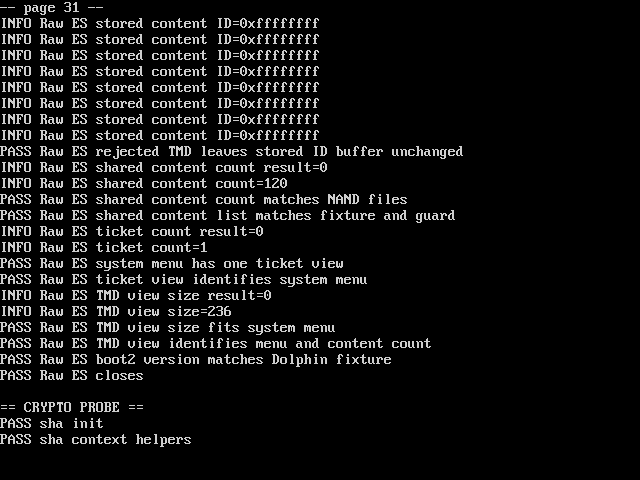 -- page 31 --
INFO Raw ES stored content ID=0xffffffff
INFO Raw ES stored content ID=0xffffffff
INFO Raw ES stored content ID=0xffffffff
INFO Raw ES stored content ID=0xffffffff
INFO Raw ES stored content ID=0xffffffff
INFO Raw ES stored content ID=0xffffffff
INFO Raw ES stored content ID=0xffffffff
INFO Raw ES stored content ID=0xffffffff
PASS Raw ES rejected TMD leaves stored ID buffer unchanged
INFO Raw ES shared content count result=0
INFO Raw ES shared content count=120
PASS Raw ES shared content count matches NAND files
PASS Raw ES shared content list matches fixture and guard
INFO Raw ES ticket count result=0
INFO Raw ES ticket count=1
PASS Raw ES system menu has one ticket view
PASS Raw ES ticket view identifies system menu
INFO Raw ES TMD view size result=0
INFO Raw ES TMD view size=236
PASS Raw ES TMD view size fits system menu
PASS Raw ES TMD view identifies menu and content count
PASS Raw ES boot2 version matches Dolphin fixture
PASS Raw ES closes
== CRYPTO PROBE ==
PASS sha init
PASS sha context helpers